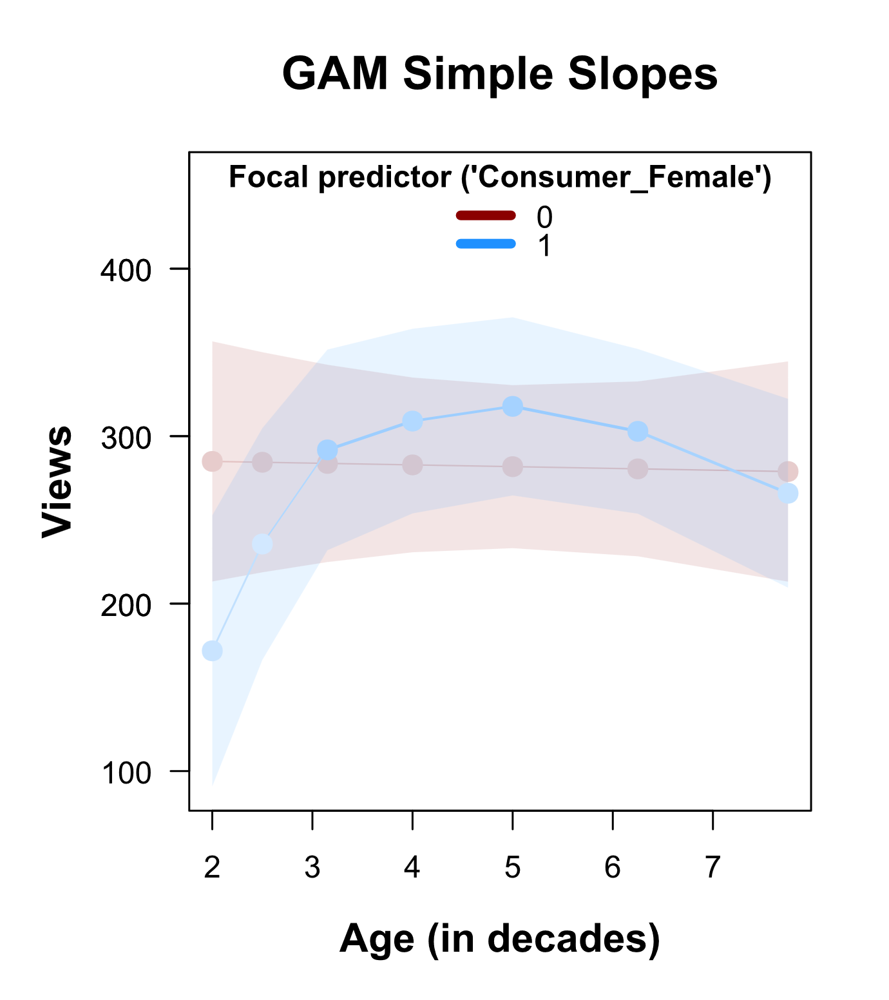 GAM Simple Slopes
Focal predictor ('Consumer_Female')
0
1
400
300
200
100
Views
2 3 4 5 6 7
Age (in decades)